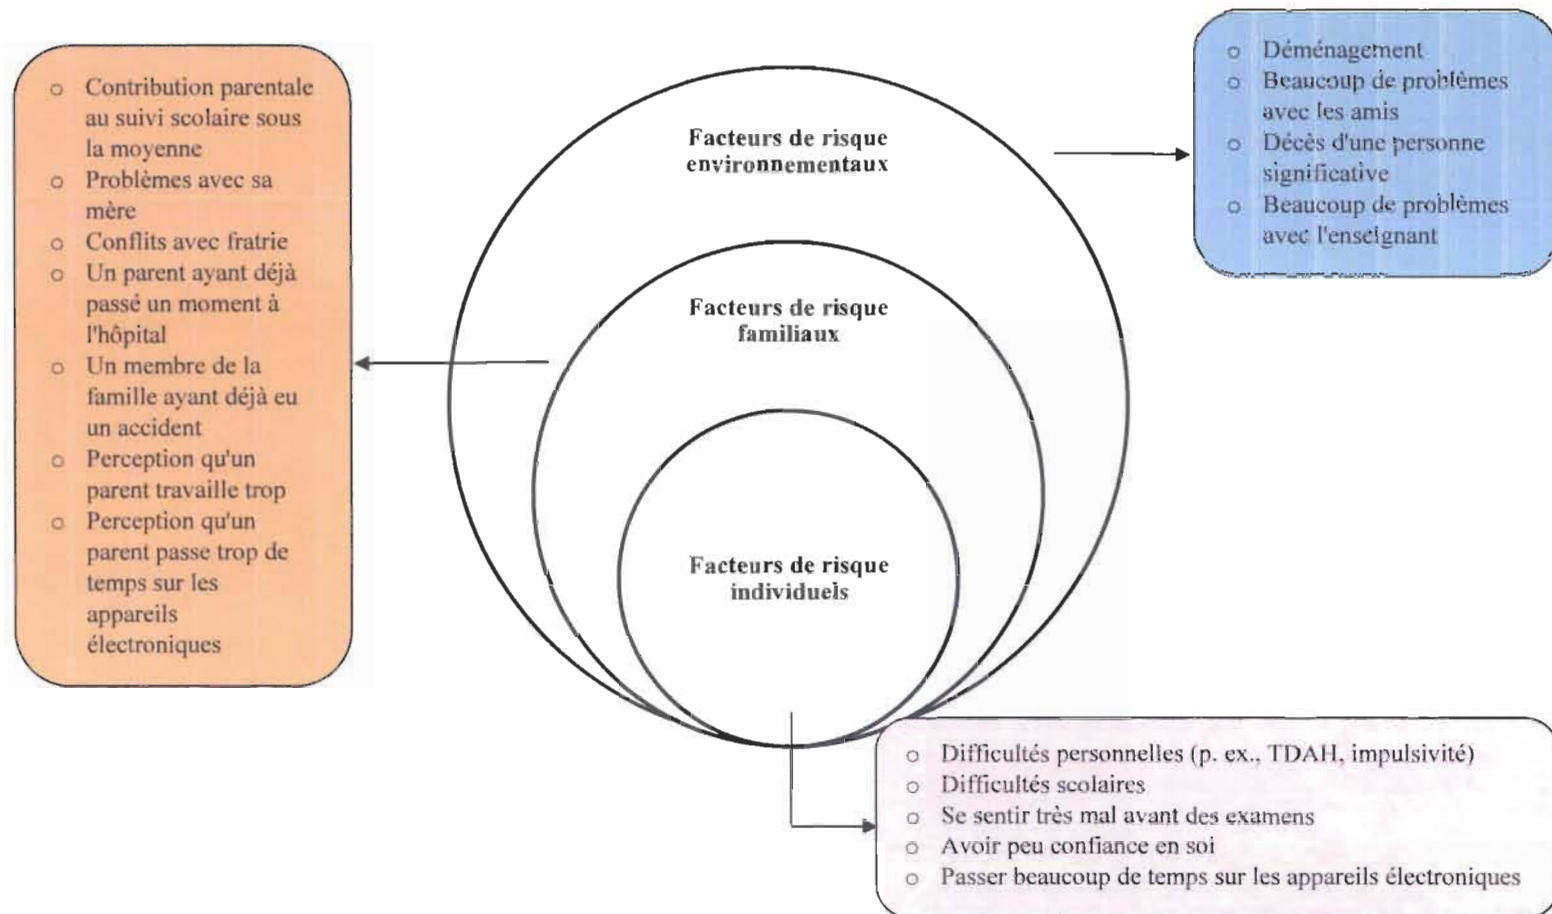 o Contribution parentale
au suivi scolaire sous
la moyenne
o Problèmes avec sa
mère
o Conflits avec fratrie
o Un parent ayant déjà
passé un moment à
l'hôpital
o Un membre de la
famille ayant déjà eu
un accident
o Perception qu'un
parent travaille trop
o Perception qu'un
parent passe trop de
temps sur les
appareils
électroniques
Facteurs de risque
environnementaux
Facteurs de risque
familiaux
Facteurs de risque
individuels
o Déménagement
o Beaucoup de problèmes
avec les amis
o Décès d'une personne
significative
o Beaucoup de problèmes
avec l'enseignant
o Difficultés personnelles (p. ex., TDAH, impulsivité)
o Difficultés scolaires
o Se sentir très mal avant des examens
o Avoir peu confiance en soi
o Passer beaucoup de temps sur les appareils électroniques